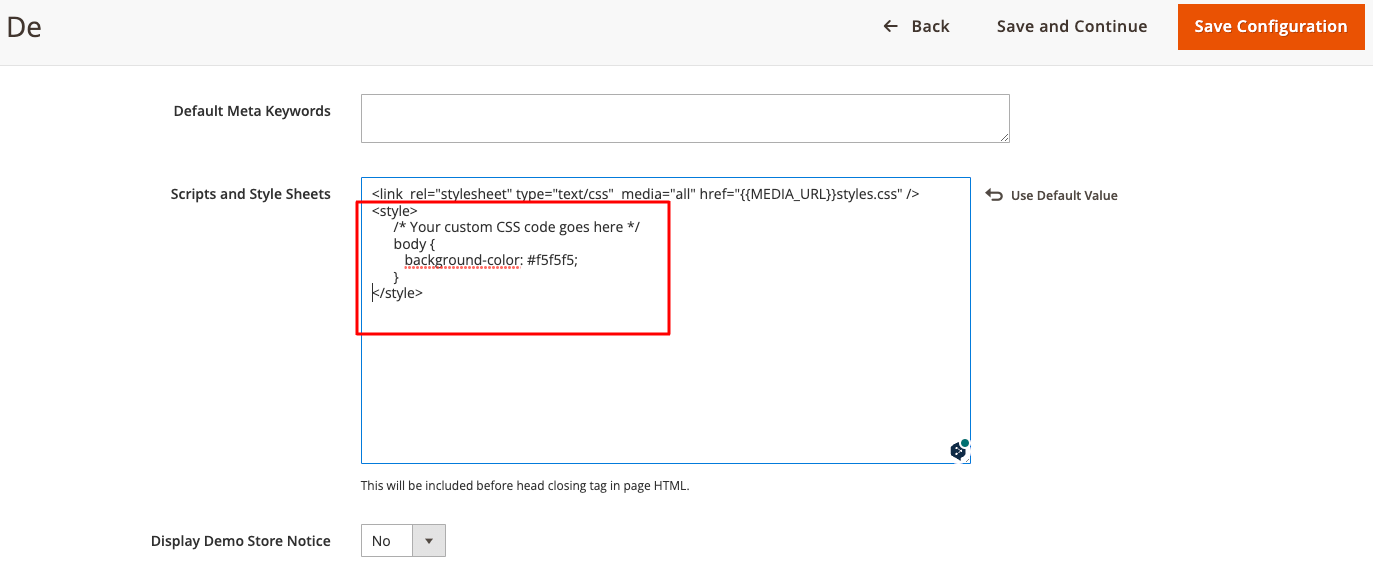 De
Back
Save and Continue
Save Configuration
Default Meta Keywords
Scripts and Style Sheets
<link  rel="stylesheet" type="text/css"  media="all" href="{{MEDIA_URL}}styles.css" />
<style>
/* Your custom CSS code goes here */
body {
background-color: #f5f5f5;
}
</style>
Use Default Value
This will be included before head closing tag in page HTML.
Display Demo Store Notice
No